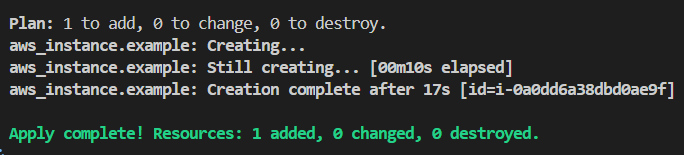 Plan: 1 to add, 0 to change, 0 to destroy.
aws_instance.example: Creating...
aws_instance.example: Still creating... [00m10s elapsed]
aws_instance.example: Creation complete after 17s [id=i-0a0dd6a38dbd0ae9f]
Apply complete! Resources: 1 added, 0 changed, 0 destroyed.